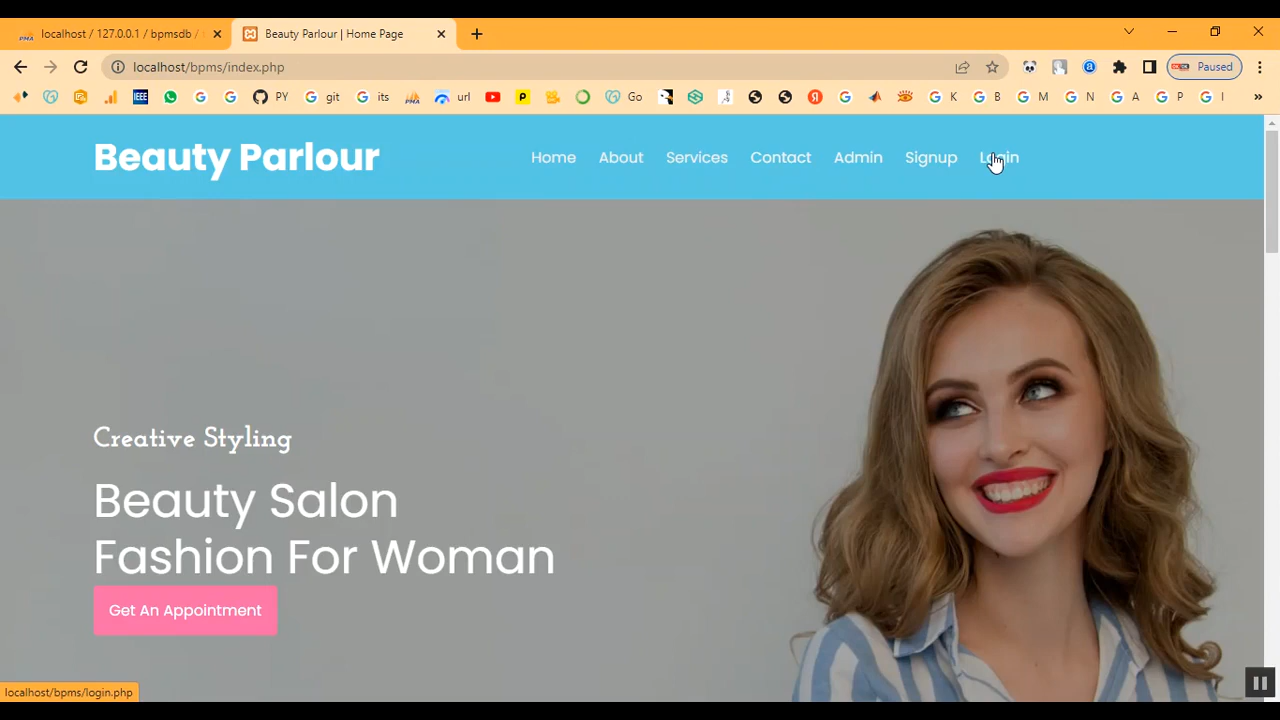 localhost / 127.0.0.1 / bpmsdb /
Beauty Parlour | Home Page
localhost/bpms/index.php
Paused
IEEE PY git its url Go K B M N A P I »
Beauty Parlour
Home About Services Contact Admin Signup Login
Creative Styling
Beauty Salon
Fashion For Woman
Get An Appointment
localhost/bpms/login.php